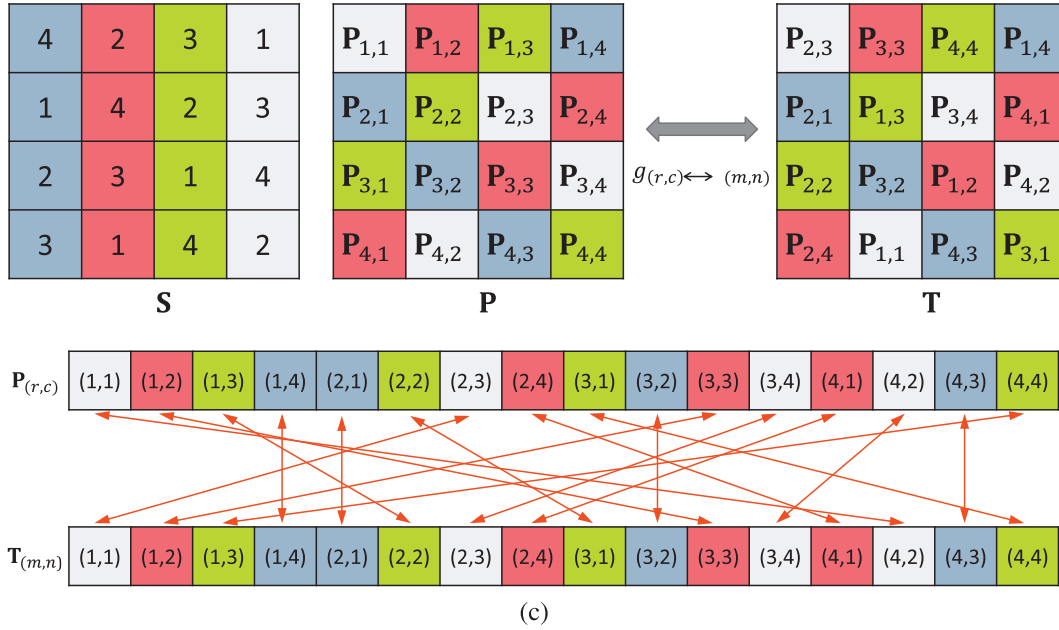 4 2 3 1
1 4 2 3
2 3 1 4
3 1 4 2
S
P1,1 P1,2 P1,3 P1,4
P2,1 P2,2 P2,3 P2,4
P3,1 P3,2 P3,3 P3,4
P4,1 P4,2 P4,3 P4,4
P
g(r,c)↔ (m,n)
P2,3 P3,3 P4,4 P1,4
P2,1 P1,3 P3,4 P4,1
P2,2 P3,2 P1,2 P4,2
P2,4 P1,1 P4,3 P3,1
T
P(r,c) (1,1) (1,2) (1,3) (1,4) (2,1) (2,2) (2,3) (2,4) (3,1) (3,2) (3,3) (3,4) (4,1) (4,2) (4,3) (4,4)
T(m,n) (1,1) (1,2) (1,3) (1,4) (2,1) (2,2) (2,3) (2,4) (3,1) (3,2) (3,3) (3,4) (4,1) (4,2) (4,3) (4,4)
(c)